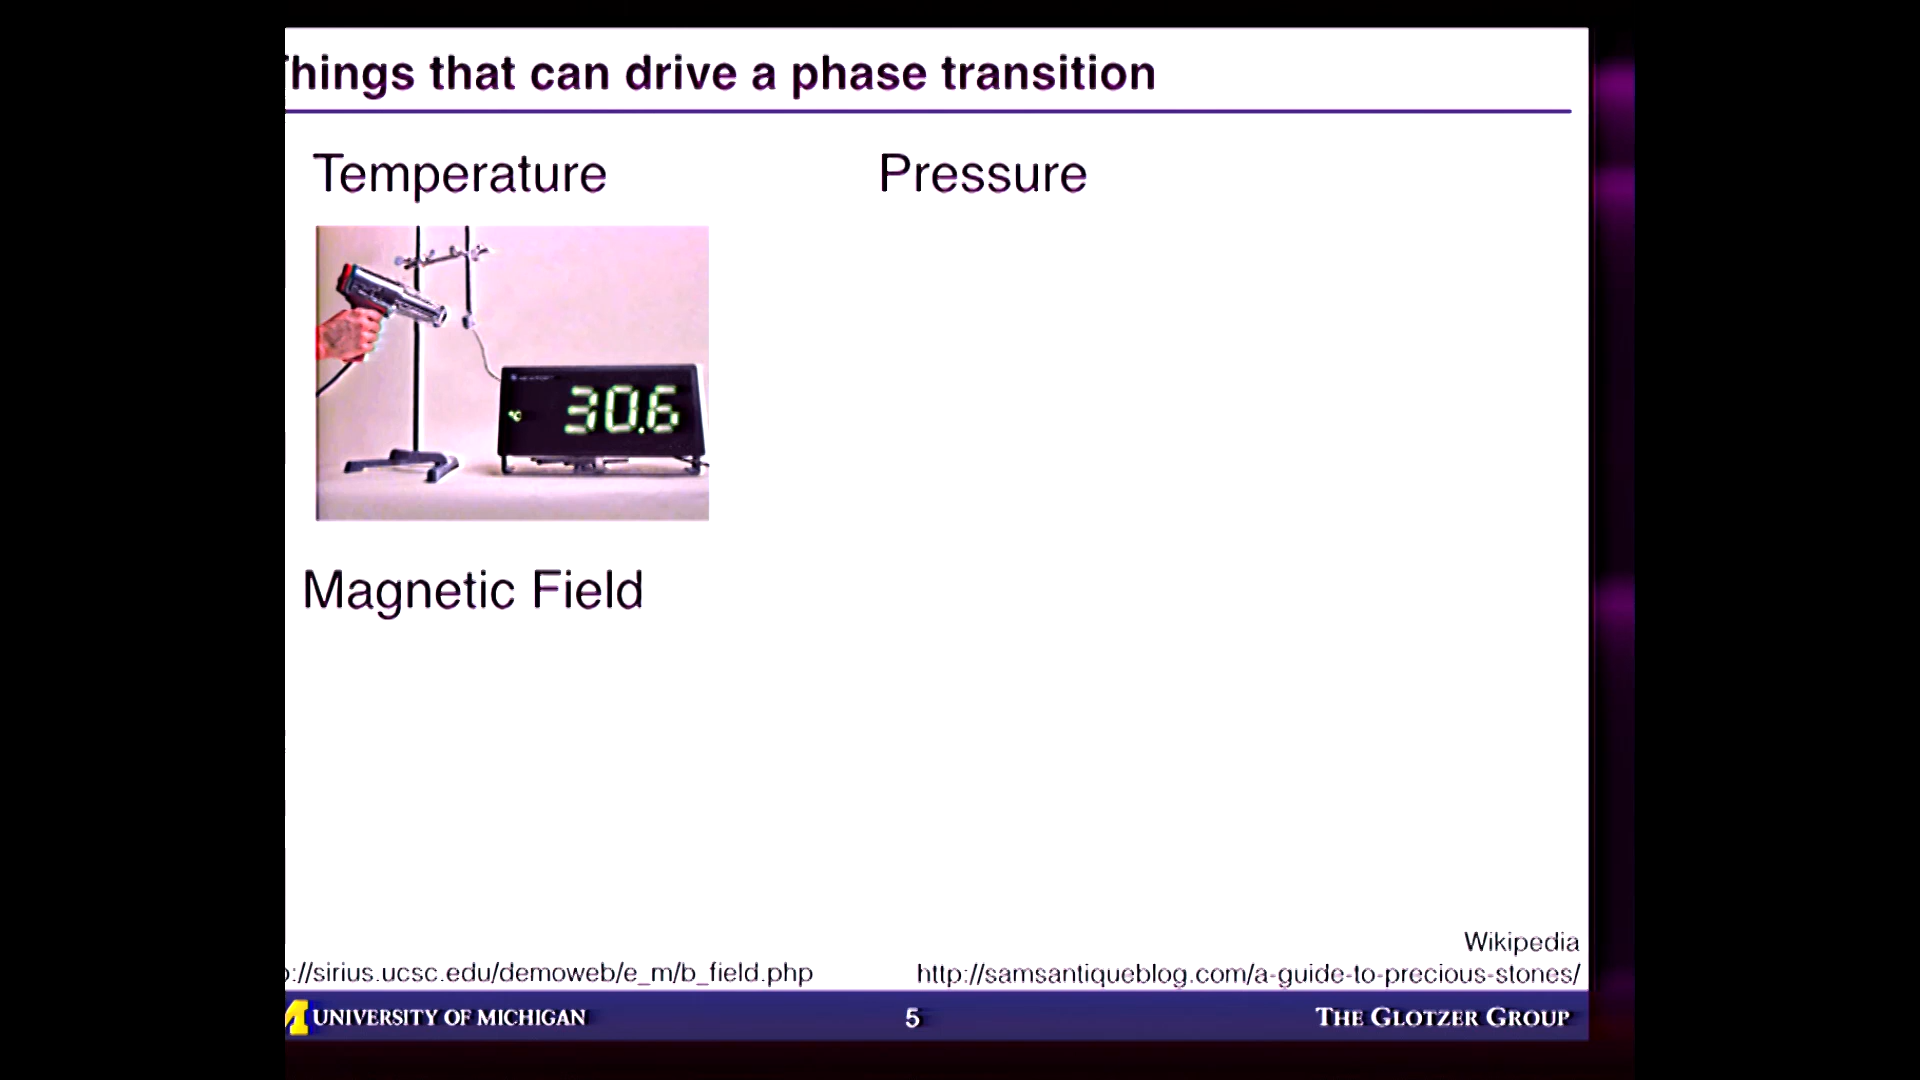 Things that can drive a phase transition
Temperature
Pressure
°C
30.6
Magnetic Field
Wikipedia
://sirius.ucsc.edu/demoweb/e_m/b_field.php
http://samsantiqueblog.com/a-guide-to-precious-stones/
M UNIVERSITY OF MICHIGAN
5
THE GLOTZER GROUP